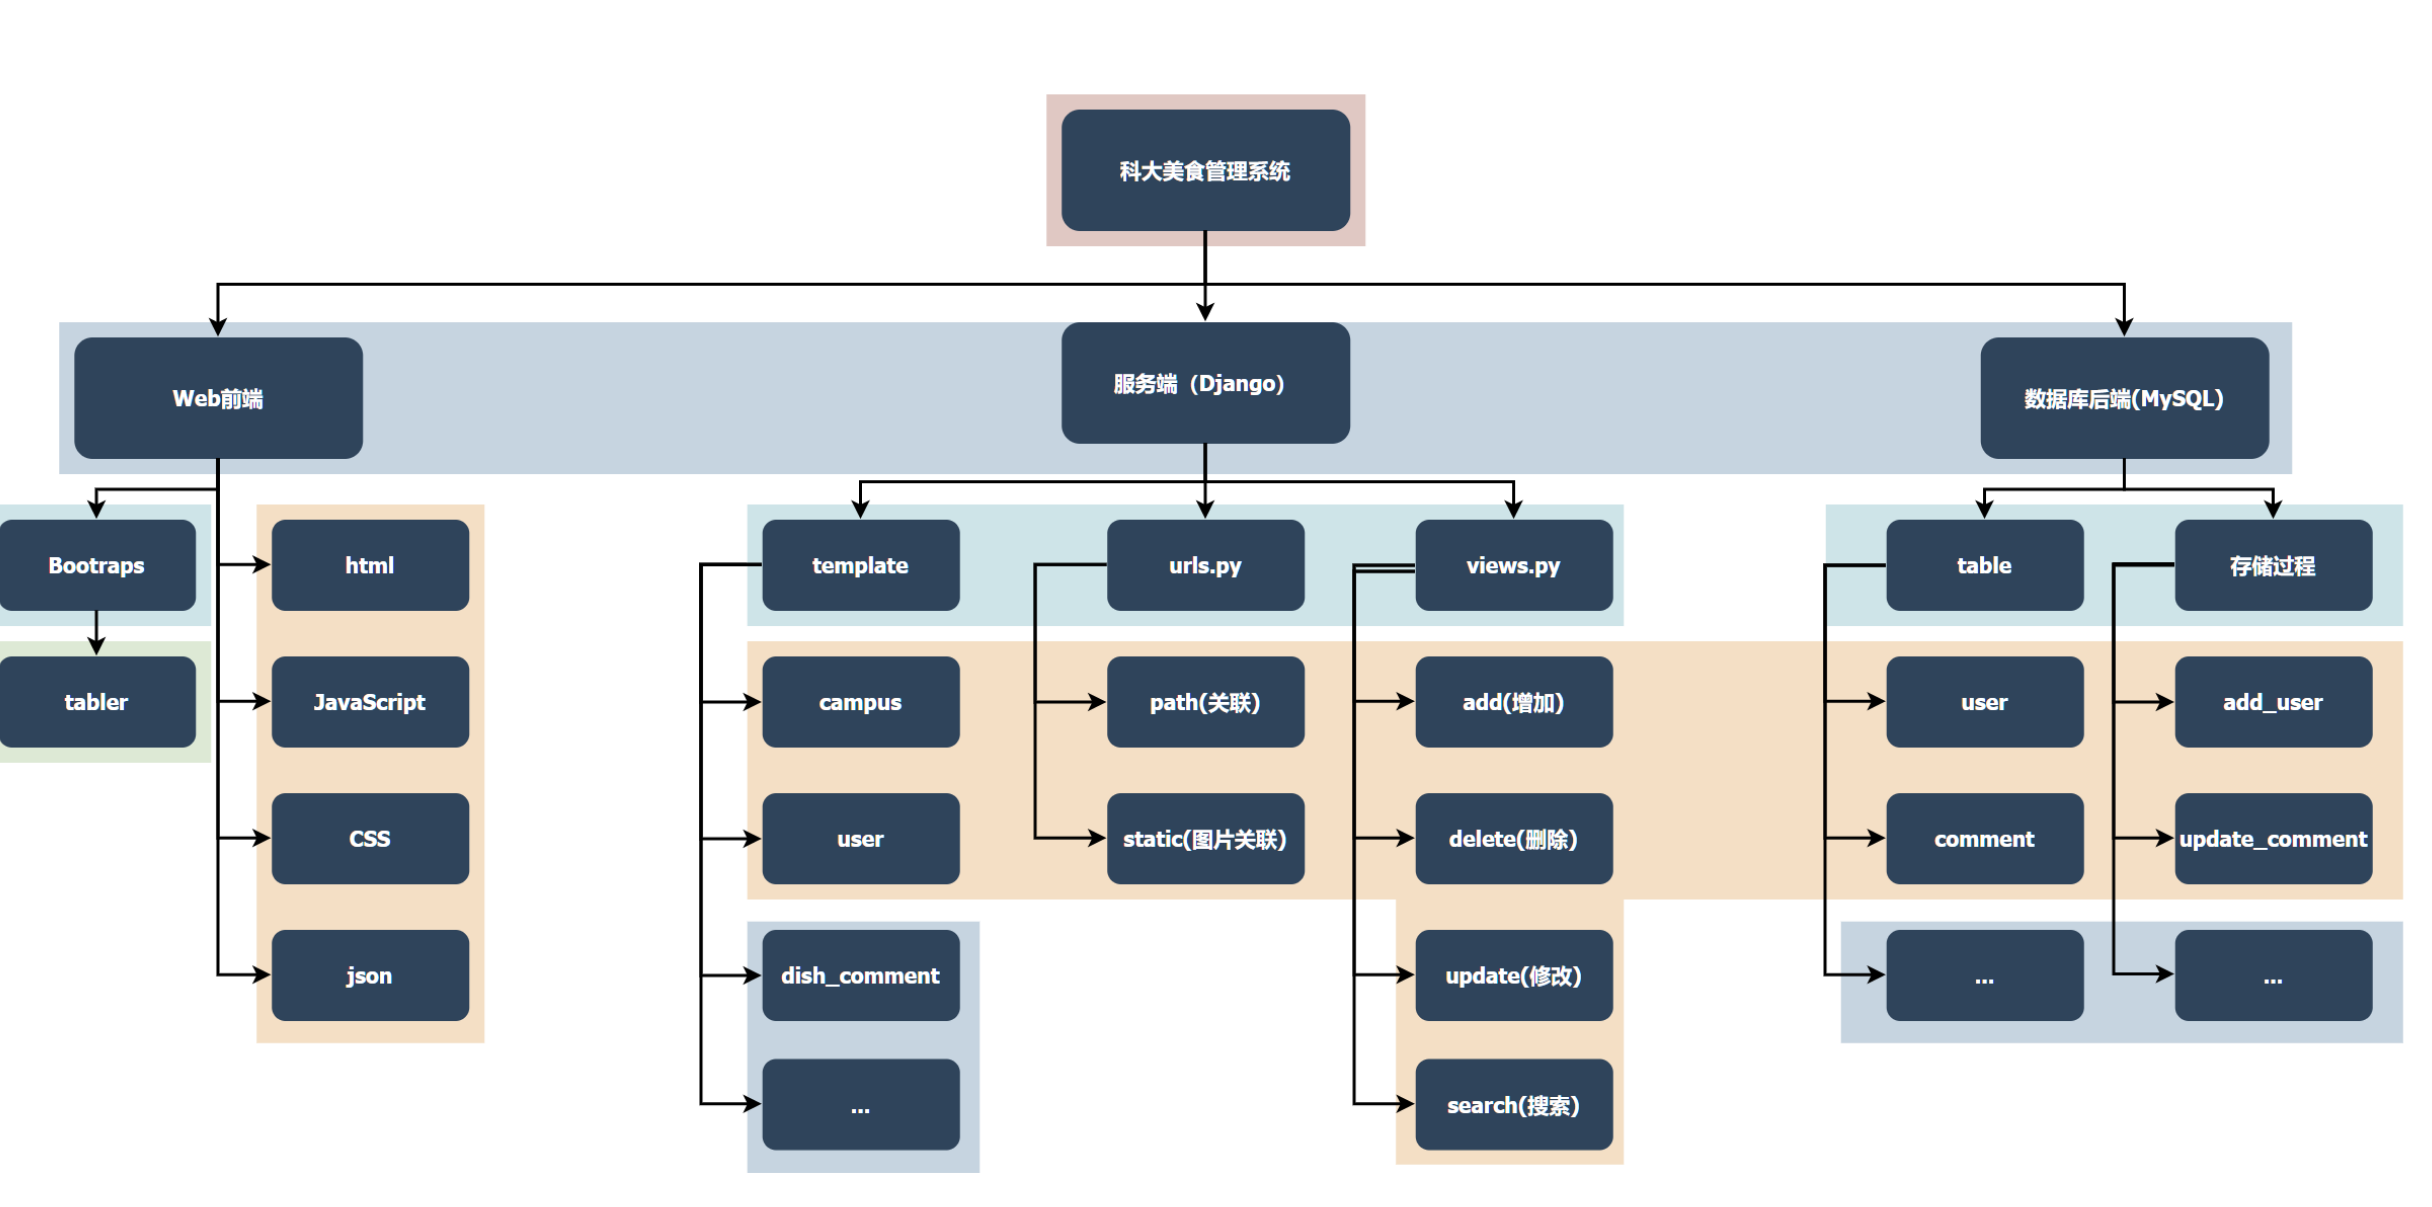 科大美食管理系统
Web前端
服务端（Django）
数据库后端(MySQL)
Bootraps
html
template
urls.py
views.py
table
存储过程
tabler
JavaScript
campus
path(关联)
add(增加)
user
add_user
CSS
user
static(图片关联)
delete(删除)
comment
update_comment
json
dish_comment
update(修改)
...
...
...
search(搜索)